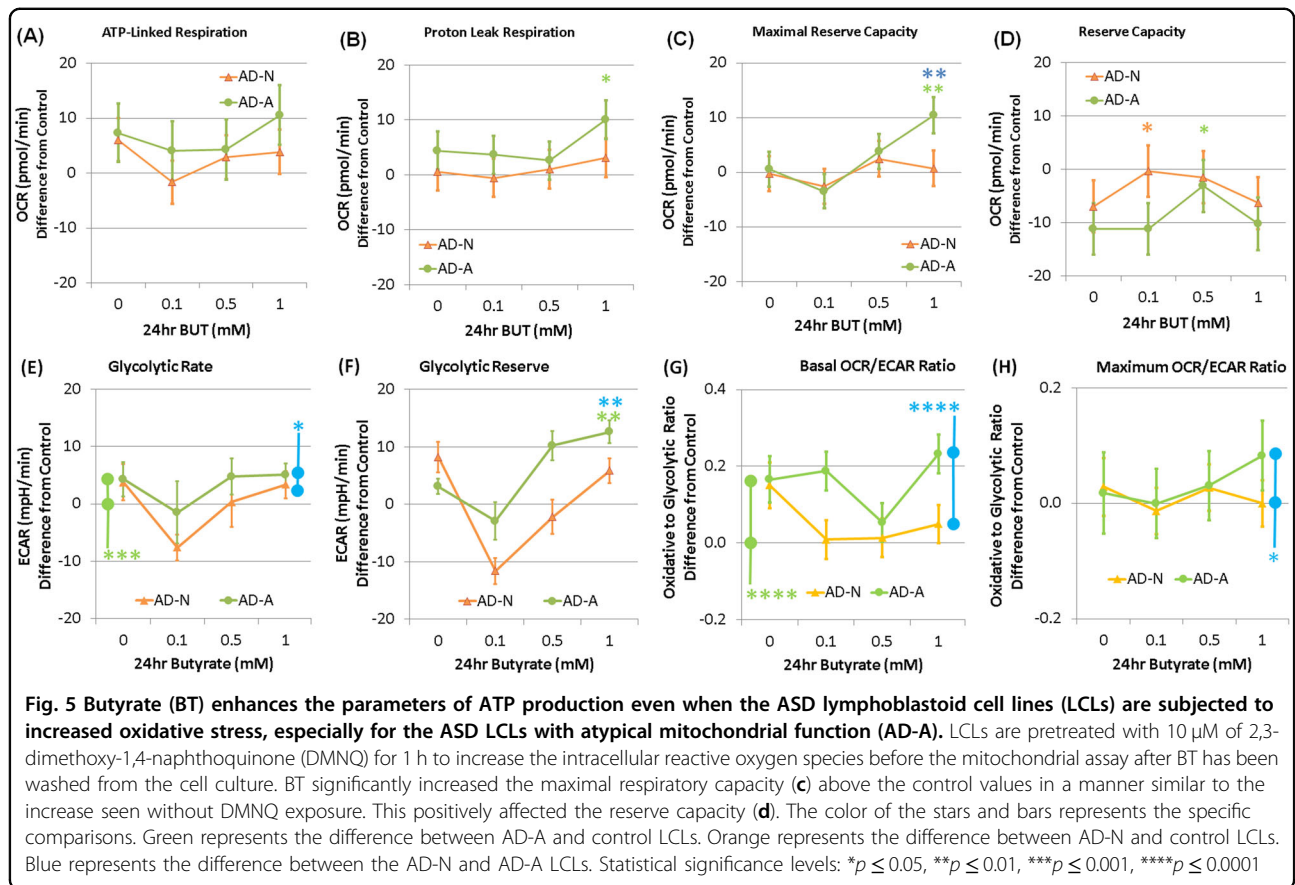 (A) ATP-Linked Respiration
20
10
0
-10
-20
OCR (pmol/min)
Difference from Control
AD-N
AD-A
0 0.1 0.5 1
24hr BUT (mM)
(B) Proton Leak Respiration
20
10
0
-10
-20
OCR (pmol/min)
Difference from Control
*
AD-N
AD-A
0 0.1 0.5 1
24hr BUT (mM)
(C) Maximal Reserve Capacity
20
10
0
-10
-20
OCR (pmol/min)
Difference from Control
**
**
AD-N
AD-A
0 0.1 0.5 1
24hr BUT (mM)
(D) Reserve Capacity
20
10
0
-10
-20
OCR (pmol/min)
Difference from Control
AD-N
AD-A
* *
0 0.1 0.5 1
24hr BUT (mM)
(E) Glycolytic Rate
20
10
0
-10
-20
ECAR (mpH/min)
Difference from Control
*
***
AD-N AD-A
0 0.1 0.5 1
24hr Butyrate (mM)
(F) Glycolytic Reserve
20
10
0
-10
-20
ECAR (mpH/min)
Difference from Control
**
**
AD-N AD-A
0 0.1 0.5 1
24hr Butyrate (mM)
(G) Basal OCR/ECAR Ratio
0.4
0.2
0.0
-0.2
Oxidative to Glycolytic Ratio
Difference from Control
****
****
AD-N AD-A
0 0.1 0.5 1
24hr Butyrate (mM)
(H) Maximum OCR/ECAR Ratio
0.2
0.0
-0.2
Oxidative to Glycolytic Ratio
Difference from Control
*
AD-N AD-A
0 0.1 0.5 1
24hr Butyrate (mM)
Fig. 5 Butyrate (BT) enhances the parameters of ATP production even when the ASD lymphoblastoid cell lines (LCLs) are subjected to
increased oxidative stress, especially for the ASD LCLs with atypical mitochondrial function (AD-A). LCLs are pretreated with 10 µM of 2,3-
dimethoxy-1,4-naphthoquinone (DMNQ) for 1 h to increase the intracellular reactive oxygen species before the mitochondrial assay after BT has been
washed from the cell culture. BT significantly increased the maximal respiratory capacity (c) above the control values in a manner similar to the
increase seen without DMNQ exposure. This positively affected the reserve capacity (d). The color of the stars and bars represents the specific
comparisons. Green represents the difference between AD-A and control LCLs. Orange represents the difference between AD-N and control LCLs.
Blue represents the difference between the AD-N and AD-A LCLs. Statistical significance levels: *p ≤ 0.05, **p ≤ 0.01, ***p ≤ 0.001, ****p ≤ 0.0001